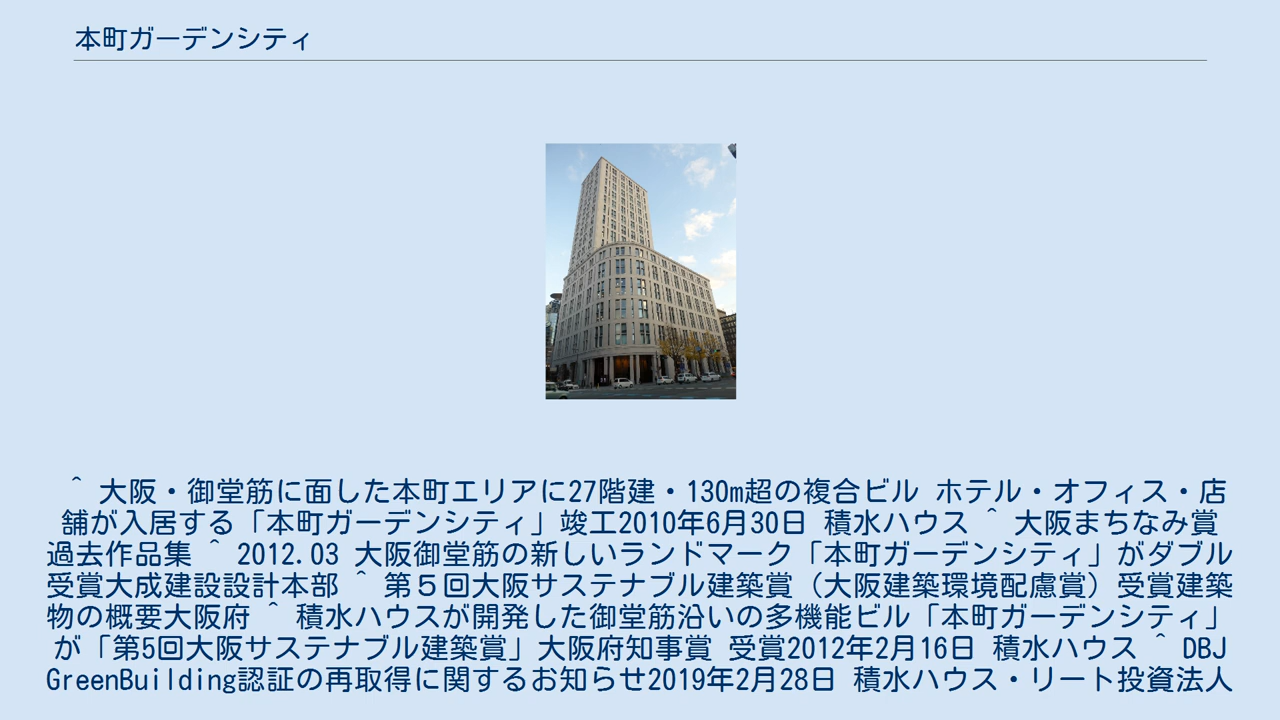 本町ガーデンシティ
^ 大阪・御堂筋に面した本町エリアに27階建・130m超の複合ビル ホテル・オフィス・店
舗が入居する「本町ガーデンシティ」竣工2010年6月30日 積水ハウス ^ 大阪まちなみ賞
過去作品集 ^ 2012.03 大阪御堂筋の新しいランドマーク「本町ガーデンシティ」がダブル
受賞大成建設設計本部 ^ 第５回大阪サステナブル建築賞（大阪建築環境配慮賞）受賞建築
物の概要大阪府 ^ 積水ハウスが開発した御堂筋沿いの多機能ビル「本町ガーデンシティ」
が「第5回大阪サステナブル建築賞」大阪府知事賞 受賞2012年2月16日 積水ハウス ^ DBJ
GreenBuilding認証の再取得に関するお知らせ2019年2月28日 積水ハウス・リート投資法人